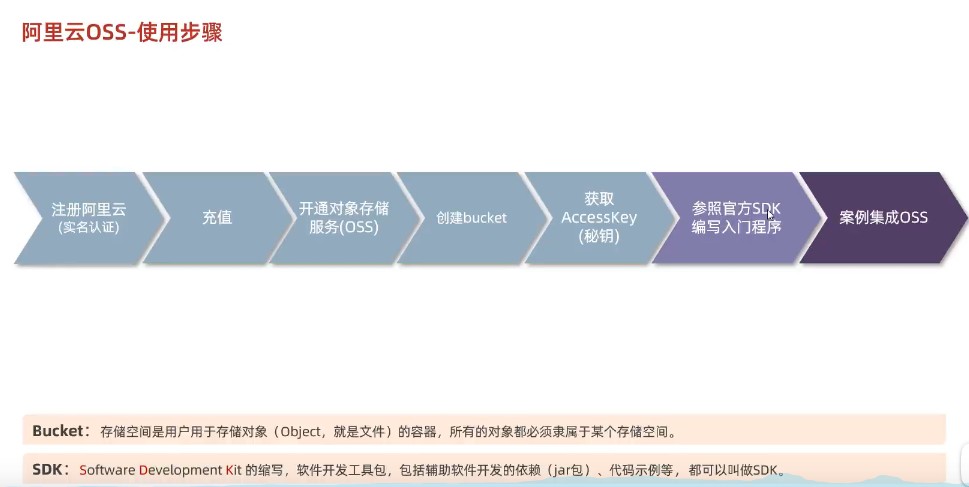 阿里云OSS-使用步骤
注册阿里云
(实名认证)
充值
开通对象存储
服务(OSS)
创建bucket
获取
AccessKey
(秘钥)
参照官方SDK
编写入门程序
案例集成OSS
Bucket：存储空间是用户用于存储对象（Object，就是文件）的容器，所有的对象都必须隶属于某个存储空间。
SDK：Software Development Kit 的缩写，软件开发工具包，包括辅助软件开发的依赖（jar包）、代码示例等，都可以叫做SDK。